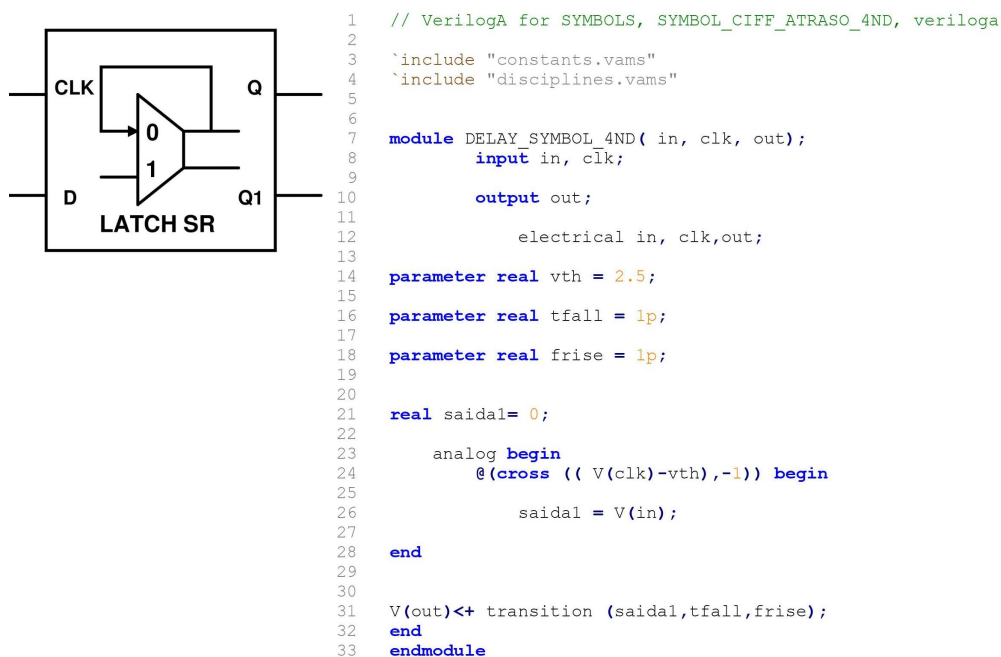 CLK
Q
0
1
D
Q1
LATCH SR
1 // VerilogA for SYMBOLS, SYMBOL_CIFF_ATRASO_4ND, veriloga
2
3 `include "constants.vams"
4 `include "disciplines.vams"
5
6
7 module DELAY_SYMBOL_4ND( in, clk, out);
8 input in, clk;
9
10 output out;
11
12 electrical in, clk,out;
13
14 parameter real vth = 2.5;
15
16 parameter real tfall = 1p;
17
18 parameter real frise = 1p;
19
20
21 real saida1= 0;
22
23 analog begin
24 @(cross (( V(clk)-vth),-1)) begin
25
26 saida1 = V(in);
27
28 end
29
30
31 V(out)<+ transition (saida1,tfall,frise);
32 end
33 endmodule